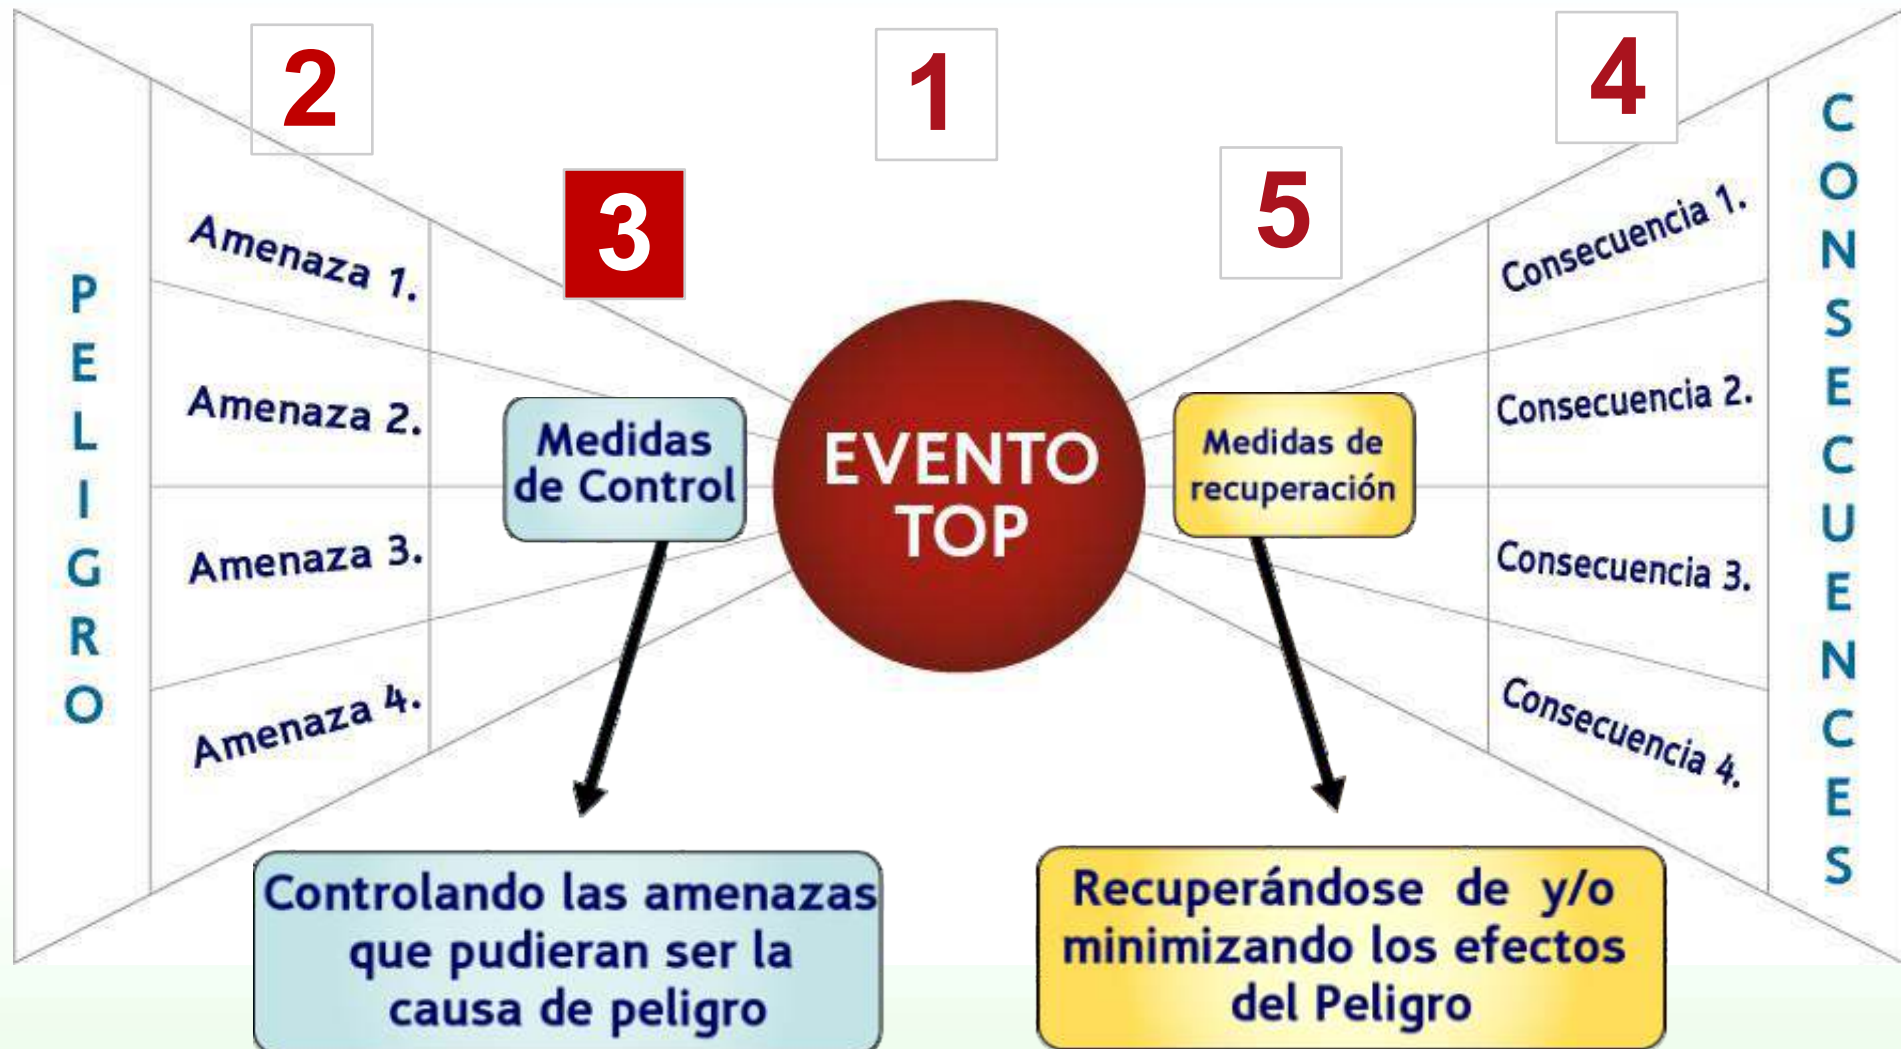 2
1
4
3
5
PELIGRO
Amenaza 1.
Amenaza 2.
Amenaza 3.
Amenaza 4.
Medidas
de Control
EVENTO
TOP
Medidas de
recuperación
Consecuencia 1.
Consecuencia 2.
Consecuencia 3.
Consecuencia 4.
CONSECUENCES
Controlando las amenazas
que pudieran ser la
causa de peligro
Recuperándose de y/o
minimizando los efectos
del Peligro